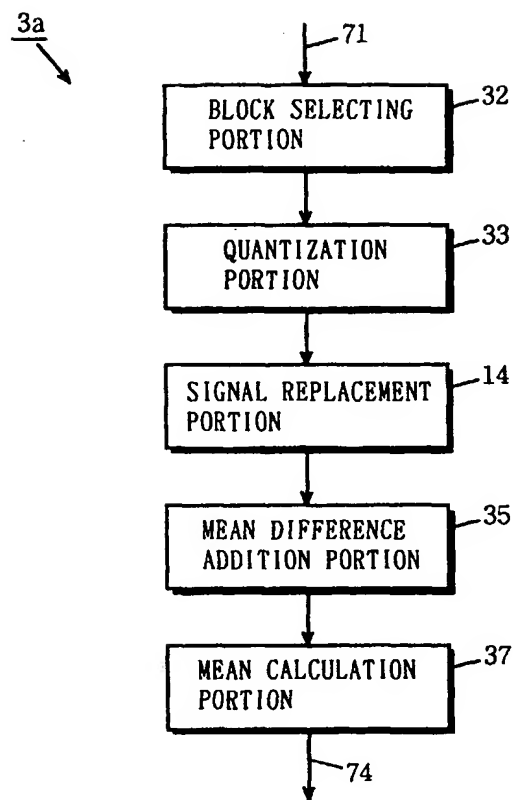 3a
71
BLOCK SELECTING
PORTION
32
QUANTIZATION
PORTION
33
SIGNAL REPLACEMENT
PORTION
14
MEAN DIFFERENCE
ADDITION PORTION
35
MEAN CALCULATION
PORTION
37
74